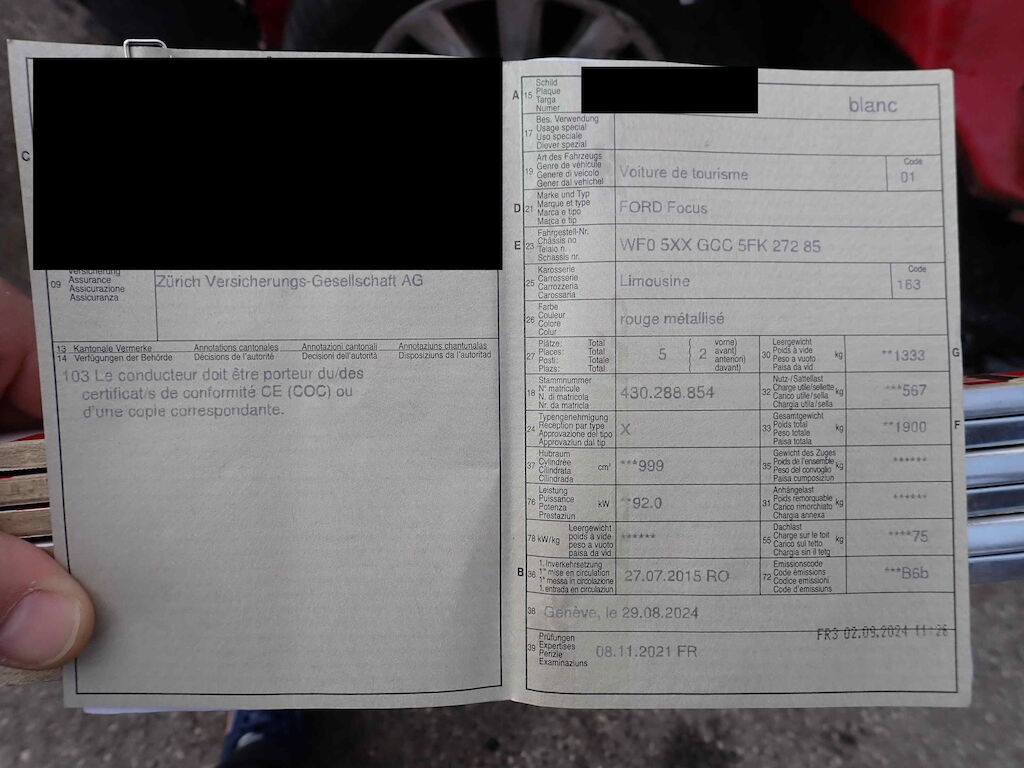 C
09
Versicherung
Assurance
Assicurazione
Assicuranza
Zürich Versicherungs-Gesellschaft AG
13 Kantonale Vermerke Annotations cantonales Annotazioni cantonali Annotaziuns chantunalas
14 Verfügungen der Behörde Décisions de l'autorité Decisioni dell'autorità Disposiziuns da l'autoritad
103 Le conducteur doit être porteur du/des
certificat/s de conformité CE (COC) ou
d'une copie correspondante.
A 15
Schild
Plaque
Targa
Numer
blanc
17
Bes. Verwendung
Usage spécial
Uso speciale
Diever spezial
19
Art des Fahrzeugs
Genre de véhicule
Genere di veicolo
Gener dal vehichel
Voiture de tourisme
Code
01
D 21
Marke und Typ
Marque et type
Marca e tipo
Marca e tip
FORD Focus
E 23
Fahrgestell-Nr.
Châssis no
Telaio n.
Schassis nr.
WF0 5XX GCC 5FK 272 85
25
Karosserie
Carrosserie
Carrozzeria
Carossaria
Limousine
Code
163
26
Farbe
Couleur
Colore
Colur
rouge métallisé
27
Plätze: Total
Places: Total
Posti: Totale
Plazs: Total
5
{ 2
vorne)
avant)
anteriori)
davant)
30
Leergewicht
Poids à vide
Peso a vuoto
Paisa da vid
kg
**1333
G
18
Stammnummer
N° matricule
N. di matricola
Nr. da matricla
430.288.854
32
Nutz-/Sattellast
Charge utile/sellette
Carico utile/sella
Chargia utila/sella
kg
***567
24
Typengenehmigung
Réception par type
Approvazione del tipo
Approvaziun dal tip
X
33
Gesamtgewicht
Poids total
Peso totale
Paisa totala
kg
**1900
F
37
Hubraum
Cylindrée
Cilindrata
Cilindrada
cm³
***999
35
Gewicht des Zuges
Poids de l'ensemble
Peso del convoglio
Paisa cumposiziun
kg
******
76
Leistung
Puissance
Potenza
Prestaziun
kW
**92.0
31
Anhängelast
Poids remorquable
Carico rimorchiato
Chargia annexa
kg
******
78 kW/kg
Leergewicht
poids à vide
peso a vuoto
paisa da vid
******
55
Dachlast
Charge sur le toit
Carico sul tetto
Chargia sin il tetg
kg
****75
B 36
1. Inverkehrsetzung
1re mise en circulation
1a messa in circolazione
1. entrada en circulaziun
27.07.2015 RO
72
Emissionscode
Code émissions
Codice emissioni
Code d'emissiuns
***B6b
38
Genève, le 29.08.2024
FR3 02.09.2024 11:26
39
Prüfungen
Expertises
Perizie
Examinaziuns
08.11.2021 FR